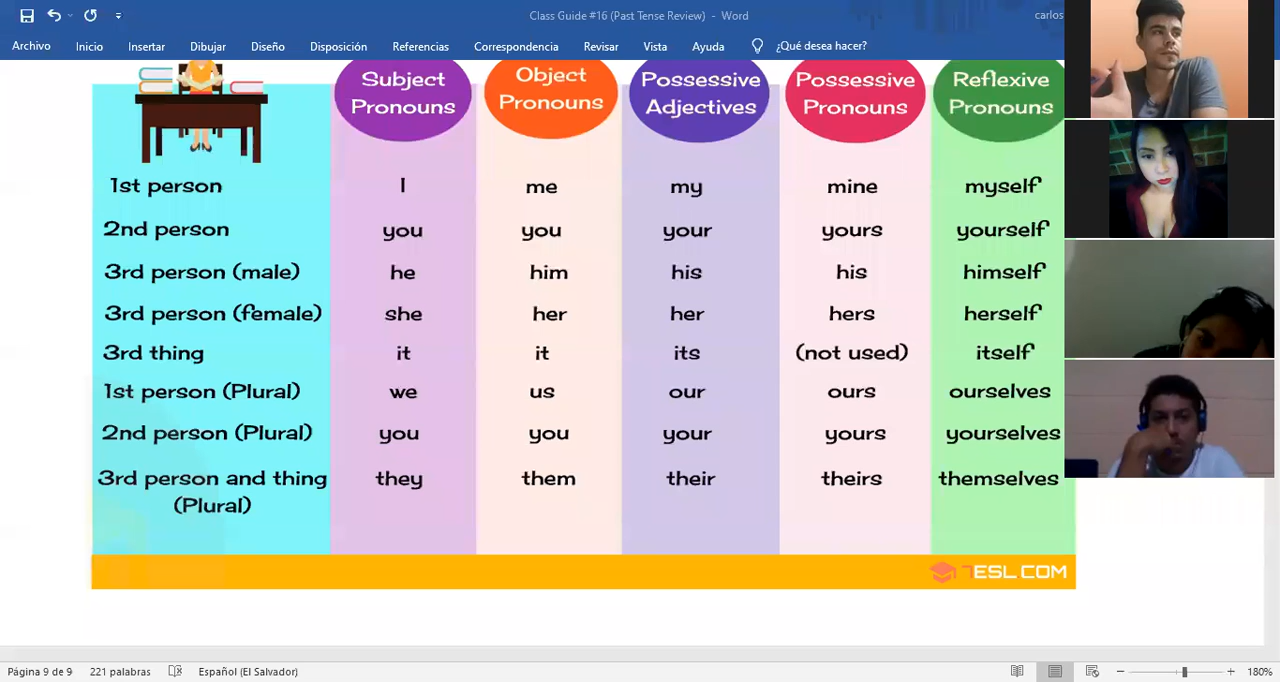 Class Guide #16 (Past Tense Review) - Word
carlos
Archivo Inicio Insertar Dibujar Diseño Disposición Referencias Correspondencia Revisar Vista Ayuda ¿Qué desea hacer?
Subject Pronouns Object Pronouns Possessive Adjectives Possessive Pronouns Reflexive Pronouns
1st person I me my mine myself
2nd person you you your yours yourself
3rd person (male) he him his his himself
3rd person (female) she her her hers herself
3rd thing it it its (not used) itself
1st person (Plural) we us our ours ourselves
2nd person (Plural) you you your yours yourselves
3rd person and thing (Plural) they them their theirs themselves
7ESL.COM
Página 9 de 9 221 palabras Español (El Salvador) 180%